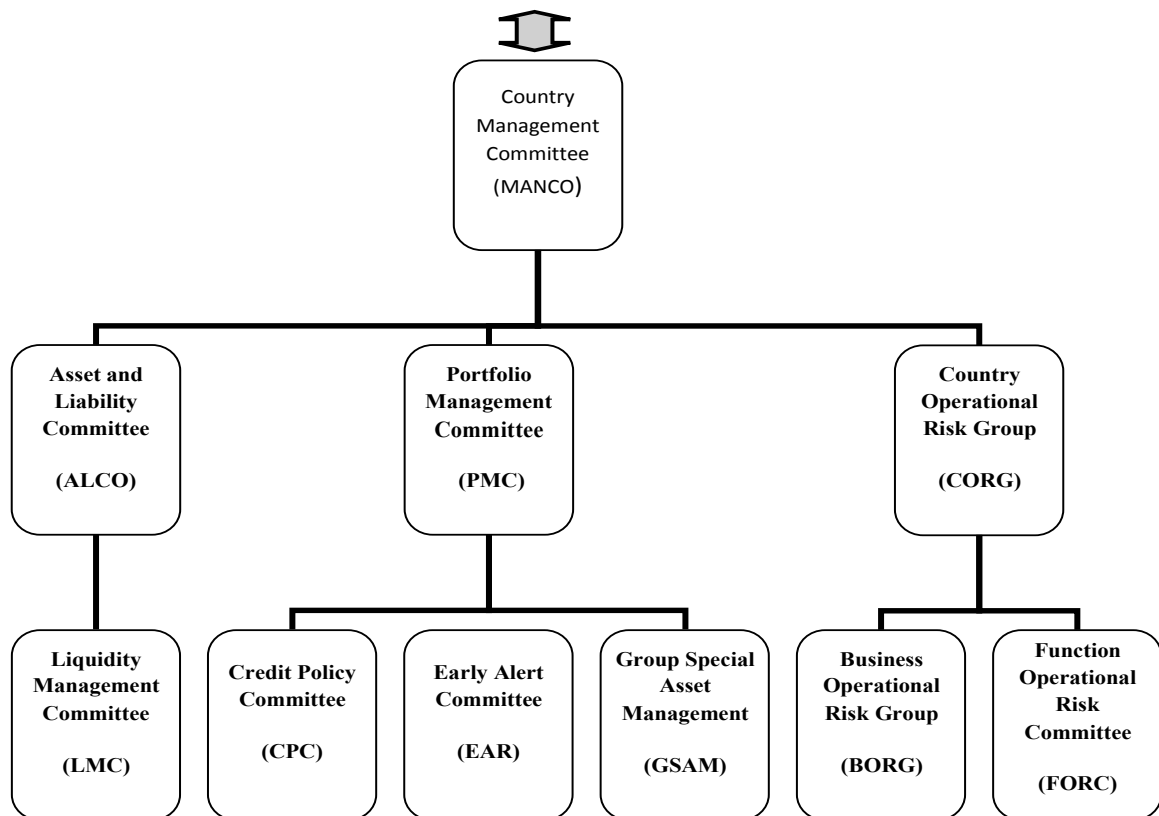 Country
Management
Committee
(MANCO)
Asset and
Liability
Committee
(ALCO)
Portfolio
Management
Committee
(PMC)
Country
Operational
Risk Group
(CORG)
Liquidity
Management
Committee
(LMC)
Credit Policy
Committee
(CPC)
Early Alert
Committee
(EAR)
Group Special
Asset
Management
(GSAM)
Business
Operational
Risk Group
(BORG)
Function
Operational
Risk
Committee
(FORC)